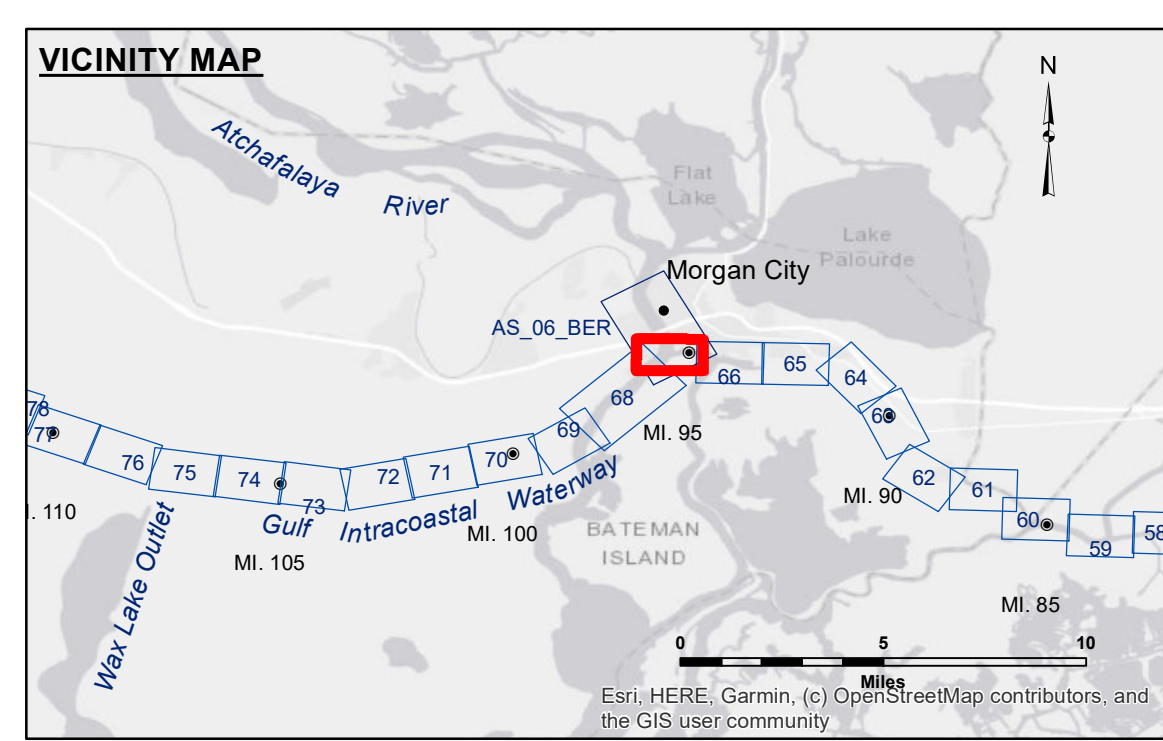 VICINITY MAP
N
Atchafalaya
River
Flat
Lake
Lake
Palourde
Morgan City
AS_06_BER
66
65
64
63
62
61
60
59
58
68
69
70
71
72
73
74
75
76
77
78
MI. 95
MI. 90
MI. 85
MI. 100
MI. 105
I. 110
Gulf Intracoastal Waterway
Wax Lake Outlet
BATEMAN
ISLAND
0 5 10
Miles
Esri, HERE, Garmin, (c) OpenStreetMap contributors, and
the GIS user community